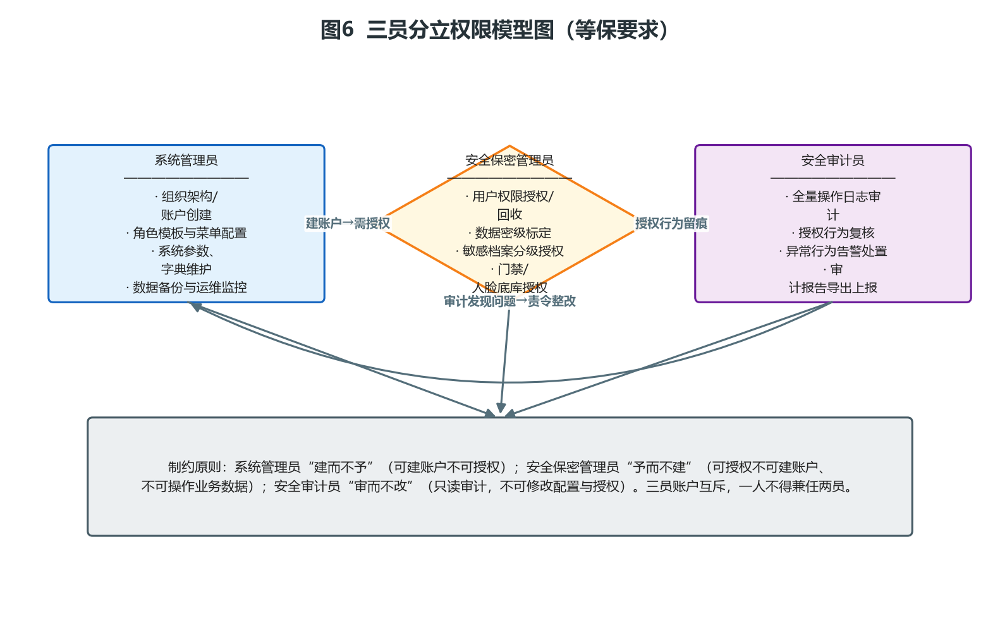 图6 三员分立权限模型图（等保要求）
系统管理员
—————————
· 组织架构/
账户创建
· 角色模板与菜单配置
· 系统参数、
字典维护
· 数据备份与运维监控
建账户→需授权
安全保密管理员
—————————
· 用户权限授权/
回收
· 数据密级标定
· 敏感档案分级授权
· 门禁/
人脸底库授权
授权行为留痕
安全审计员
—————————
· 全量操作日志审
计
· 授权行为复核
· 异常行为告警处置
· 审
计报告导出上报
审计发现问题→责令整改
制约原则：系统管理员“建而不予”（可建账户不可授权）；安全保密管理员“予而不建”（可授权不可建账户、
不可操作业务数据）；安全审计员“审而不改”（只读审计，不可修改配置与授权）。三员账户互斥，一人不得兼任两员。